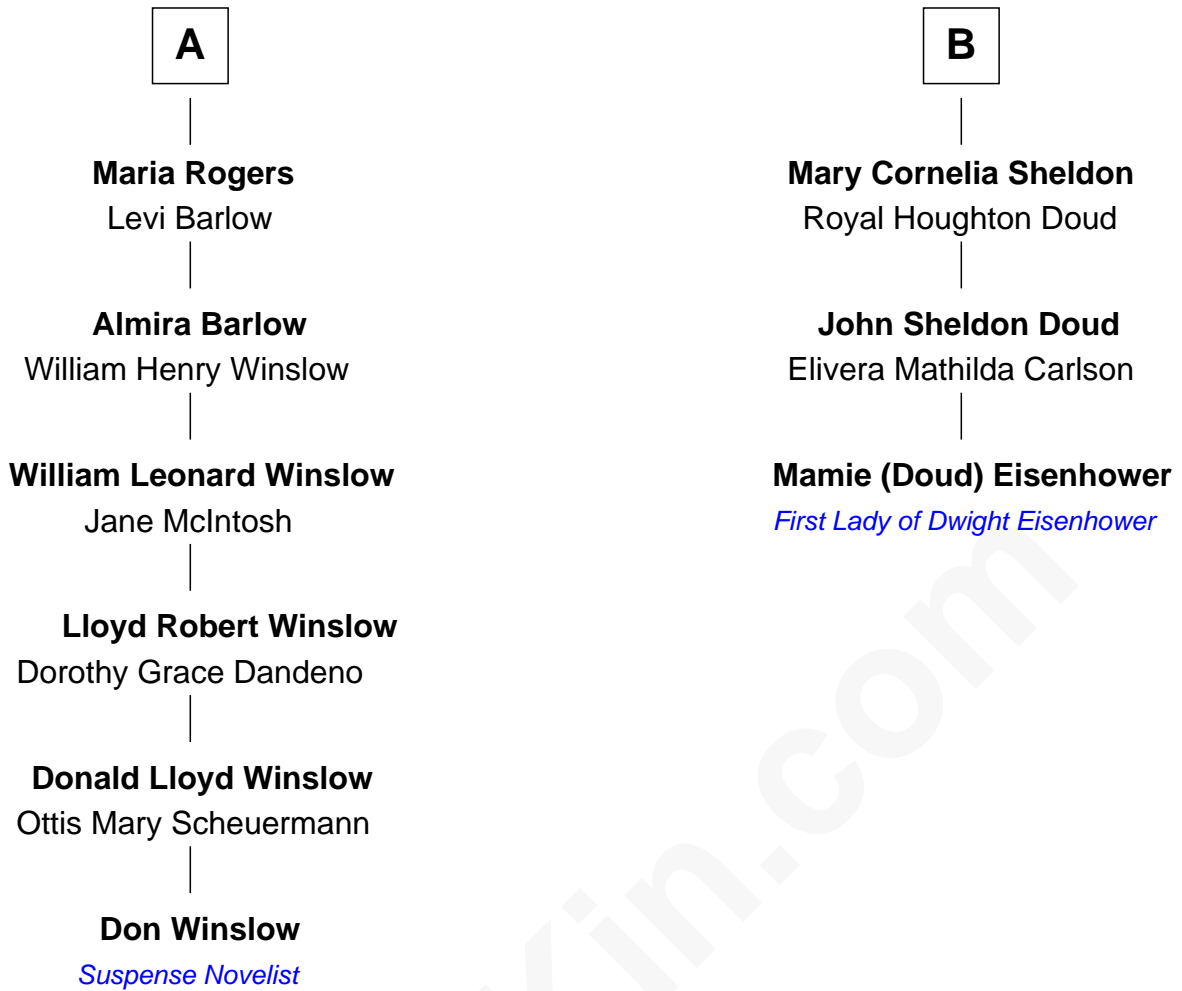 A
Maria Rogers
Levi Barlow
Almira Barlow
William Henry Winslow
William Leonard Winslow
Jane McIntosh
Lloyd Robert Winslow
Dorothy Grace Dandeno
Donald Lloyd Winslow
Ottis Mary Scheuermann
Don Winslow
Suspense Novelist
B
Mary Cornelia Sheldon
Royal Houghton Doud
John Sheldon Doud
Elivera Mathilda Carlson
Mamie (Doud) Eisenhower
First Lady of Dwight Eisenhower